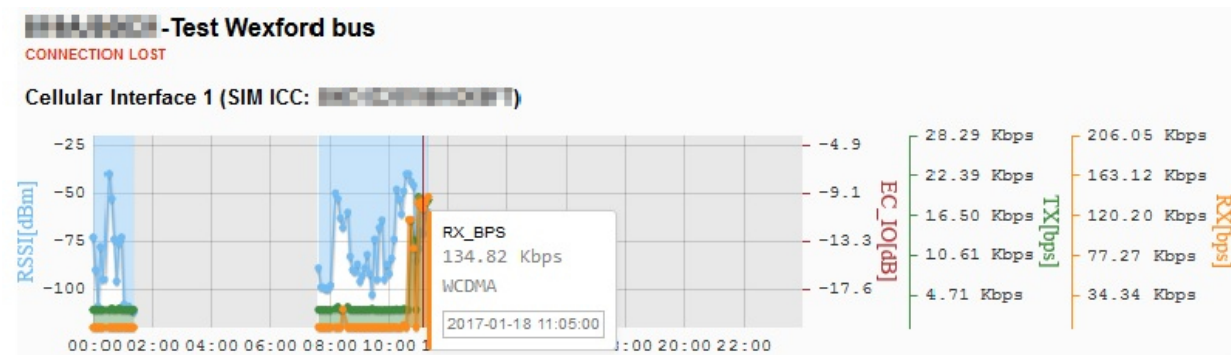 -Test Wexford bus
CONNECTION LOST
Cellular Interface 1 (SIM ICC: )
RSSI[dBm]
-25
-50
-75
-100
00:00 02:00 04:00 06:00 08:00 10:00 1 :00 20:00 22:00
RX_BPS
134.82 Kbps
WCDMA
2017-01-18 11:05:00
-4.9
-9.1
-13.3
-17.6
EC_IO[dB]
28.29 Kbps
22.39 Kbps
16.50 Kbps
10.61 Kbps
4.71 Kbps
TX[bps]
206.05 Kbps
163.12 Kbps
120.20 Kbps
77.27 Kbps
34.34 Kbps
RX[bps]